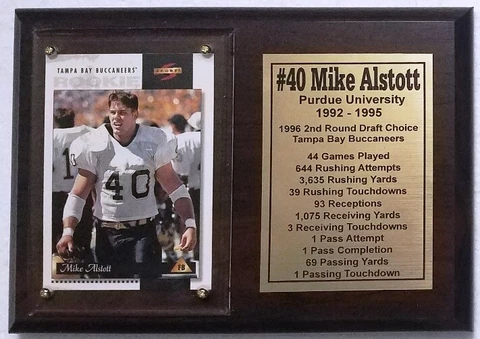 TAMPA BAY BUCCANEERS
SCORE
ROOKIE
40
Mike Alstott
FB
#40 Mike Alstott
Purdue University
1992 - 1995
1996 2nd Round Draft Choice
Tampa Bay Buccaneers
44 Games Played
644 Rushing Attempts
3,635 Rushing Yards
39 Rushing Touchdowns
93 Receptions
1,075 Receiving Yards
3 Receiving Touchdowns
1 Pass Attempt
1 Pass Completion
69 Passing Yards
1 Passing Touchdown